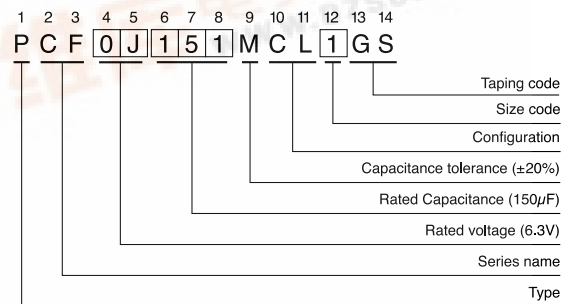 1 2 3 4 5 6 7 8 9 10 11 12 13 14
P C F 0 J 1 5 1 M C L 1 G S
Taping code
Size code
Configuration
Capacitance tolerance (±20%)
Rated Capacitance (150µF)
Rated voltage (6.3V)
Series name
Type